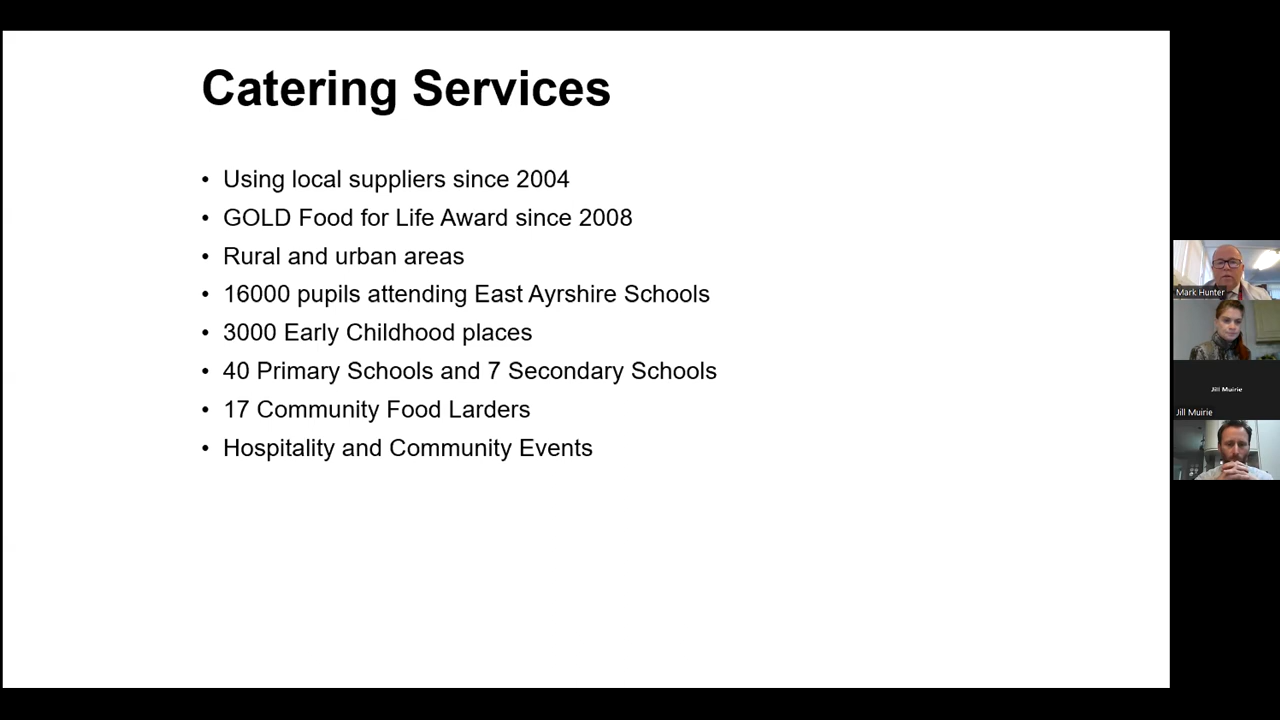 Catering Services
• Using local suppliers since 2004
• GOLD Food for Life Award since 2008
• Rural and urban areas
• 16000 pupils attending East Ayrshire Schools
• 3000 Early Childhood places
• 40 Primary Schools and 7 Secondary Schools
• 17 Community Food Larders
• Hospitality and Community Events
Mark Hunter
Jill Muirie
Jill Muirie